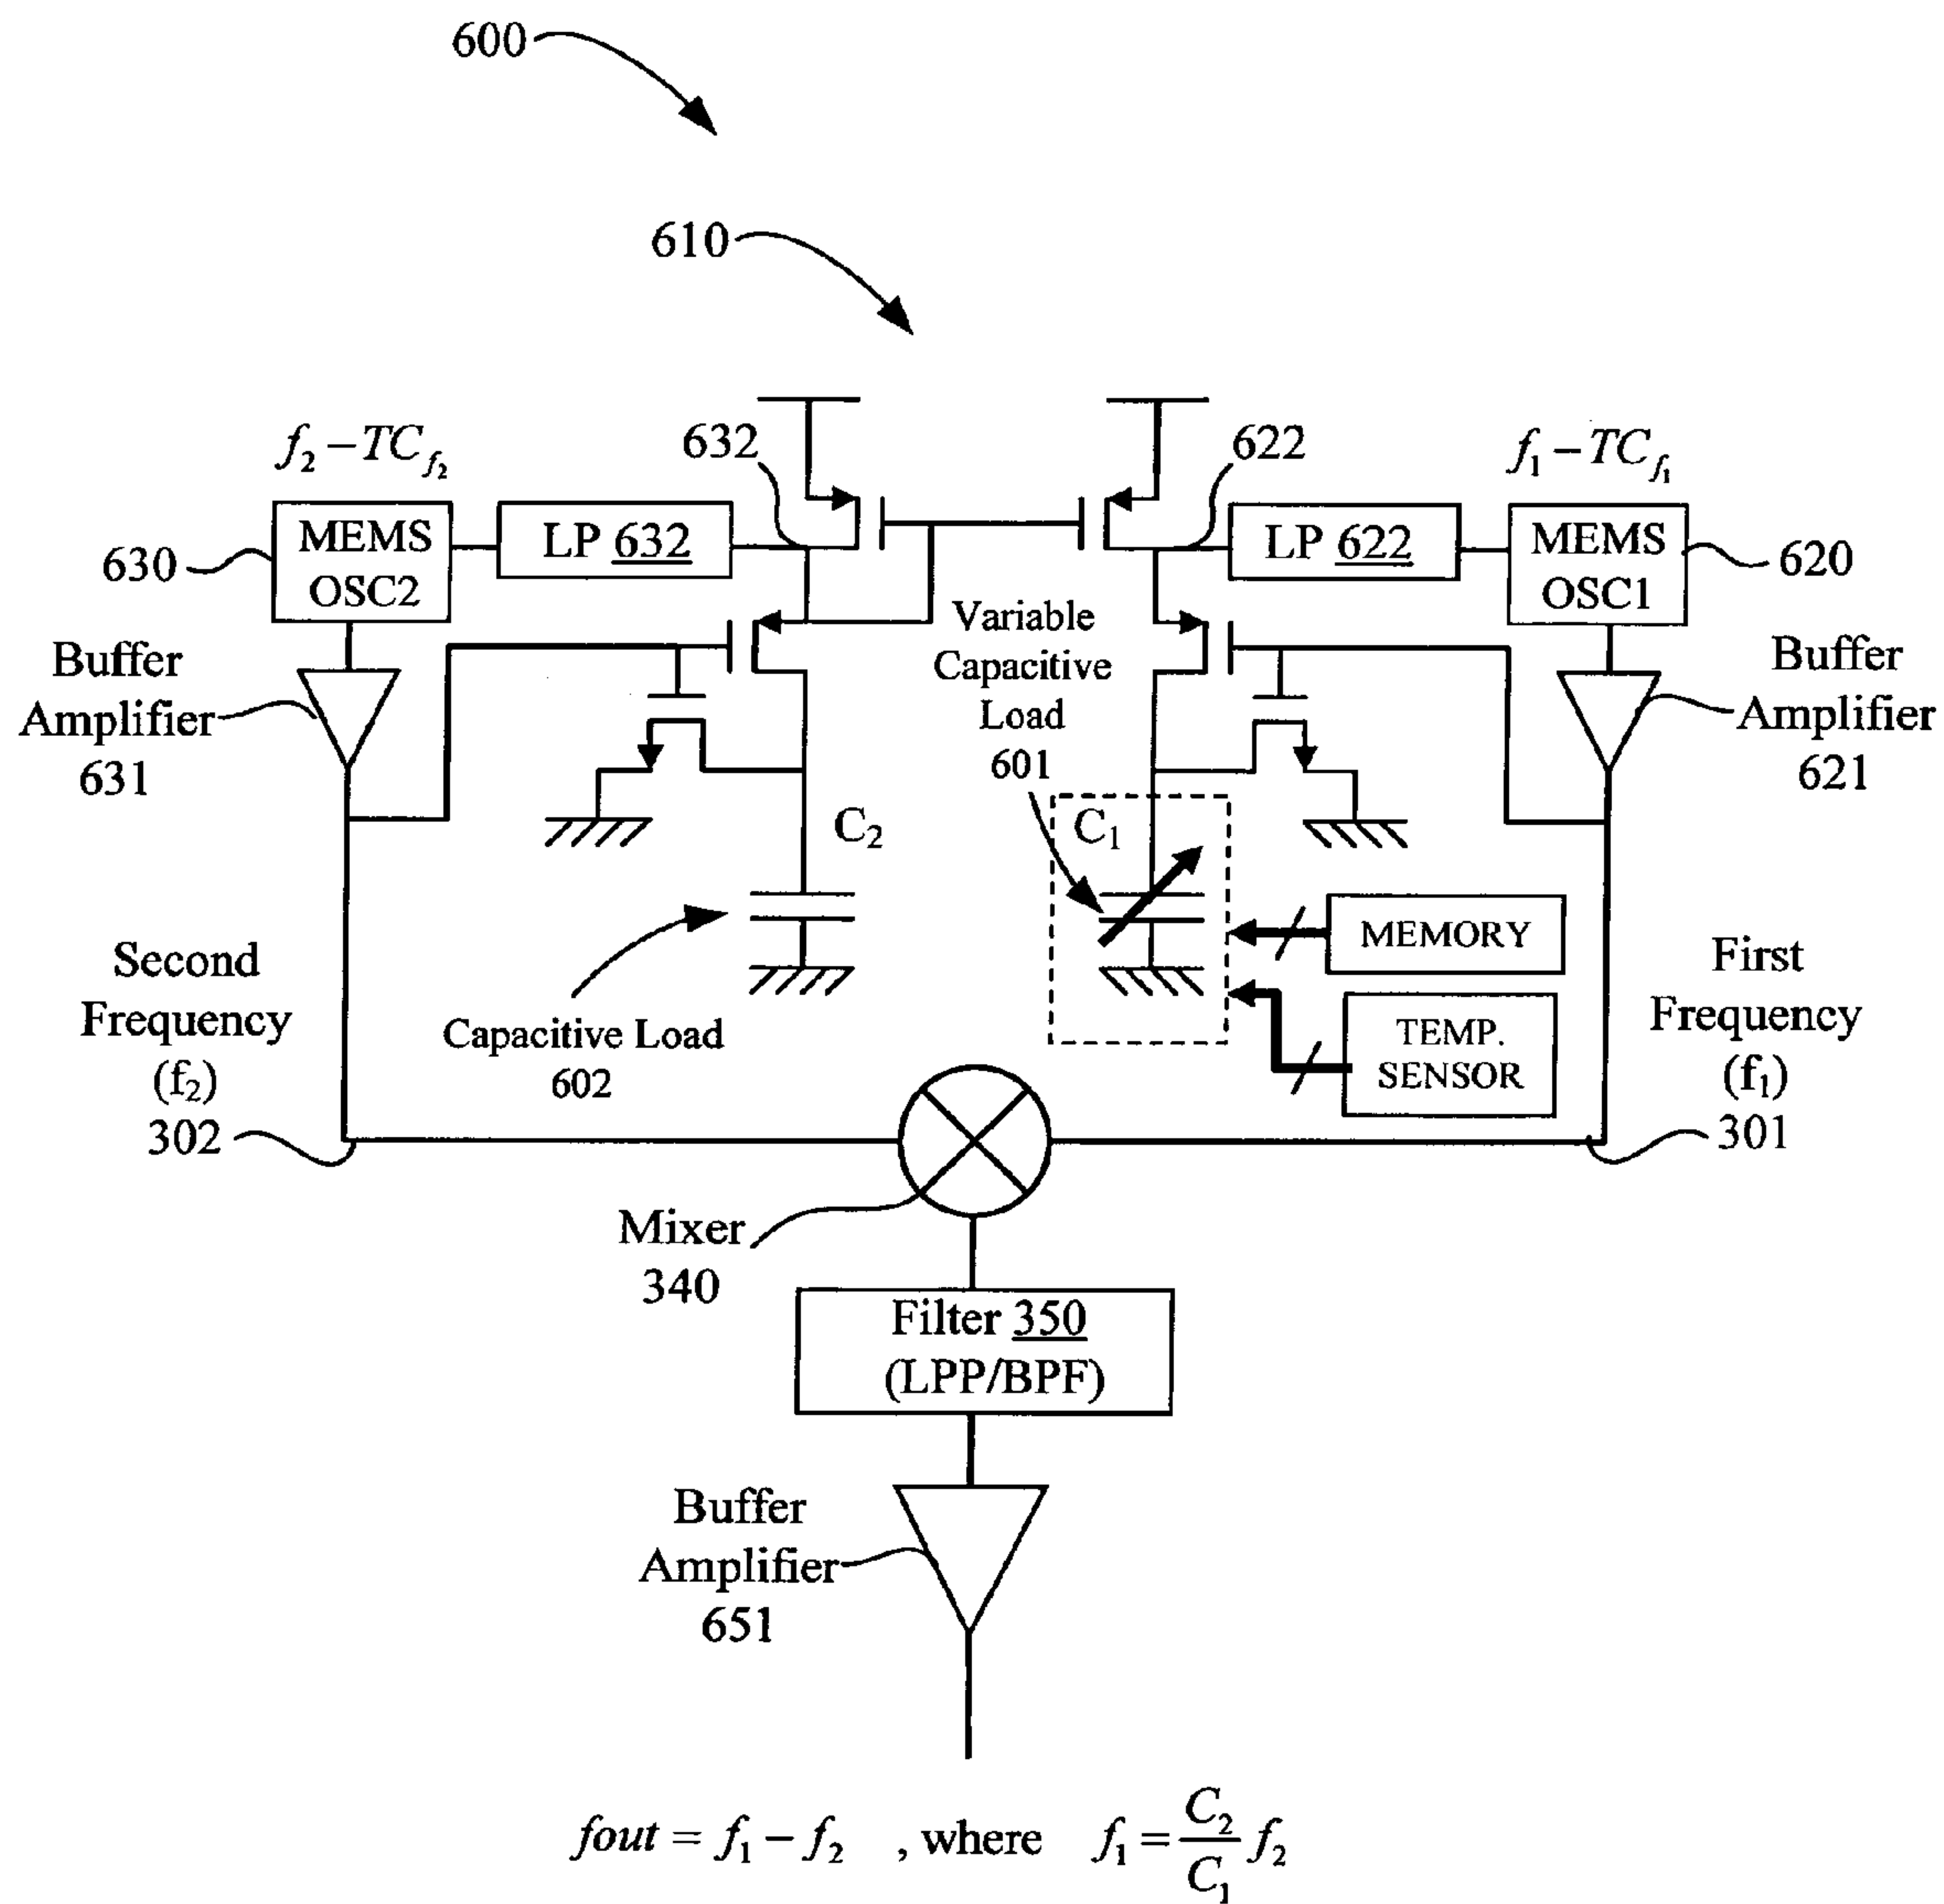 600
610
632
622
f₂ – TC_f₂
f₁ – TC_f₁
MEMS
OSC2
LP 632
LP 622
MEMS
OSC1
630
620
Buffer
Amplifier
631
Variable
Capacitive
Load
601
Buffer
Amplifier
621
C₂
C₁
MEMORY
TEMP.
SENSOR
Second
Frequency
(f₂)
302
Capacitive Load
602
First
Frequency
(f₁)
301
Mixer
340
Filter 350
(LPP/BPF)
Buffer
Amplifier
651
fout = f₁ – f₂ , where f₁ = C₂/C₁ f₂